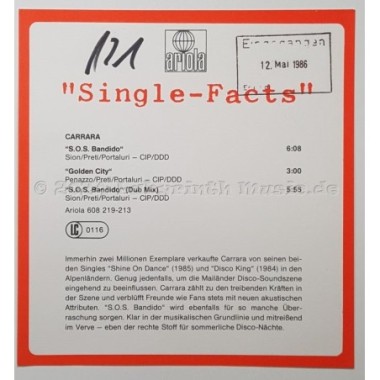 121
ariola
Eingegangen
12. Mai 1986
"Single-Facts"
CARRARA
"S.O.S. Bandido" 6:08
Sion/Preti/Portaluri – CIP/DDD
"Golden City" 3:00
Penazzo/Preti/Portaluri – CIP/DDD
"S.O.S. Bandido" (Dub Mix) 5:55
Sion/Preti/Portaluri – CIP/DDD
Ariola 608 219-213
LC 0116
Immerhin zwei Millionen Exemplare verkaufte Carrara von seinen bei-
den Singles "Shine On Dance" (1985) und "Disco King" (1984) in den
Alpenländern. Genug jedenfalls, um die Mailänder Disco-Soundszene
eingehend zu beeinflussen. Carrara zählt zu den treibenden Kräften in
der Szene und verblüfft Freunde wie Fans stets mit neuen akustischen
Attributen. "S.O.S. Bandido" wird ebenfalls für so manche Über-
raschung sorgen. Klar in der musikalischen Grundlinie und mitreißend
im Verve – eben der rechte Stoff für sommerliche Disco-Nächte.